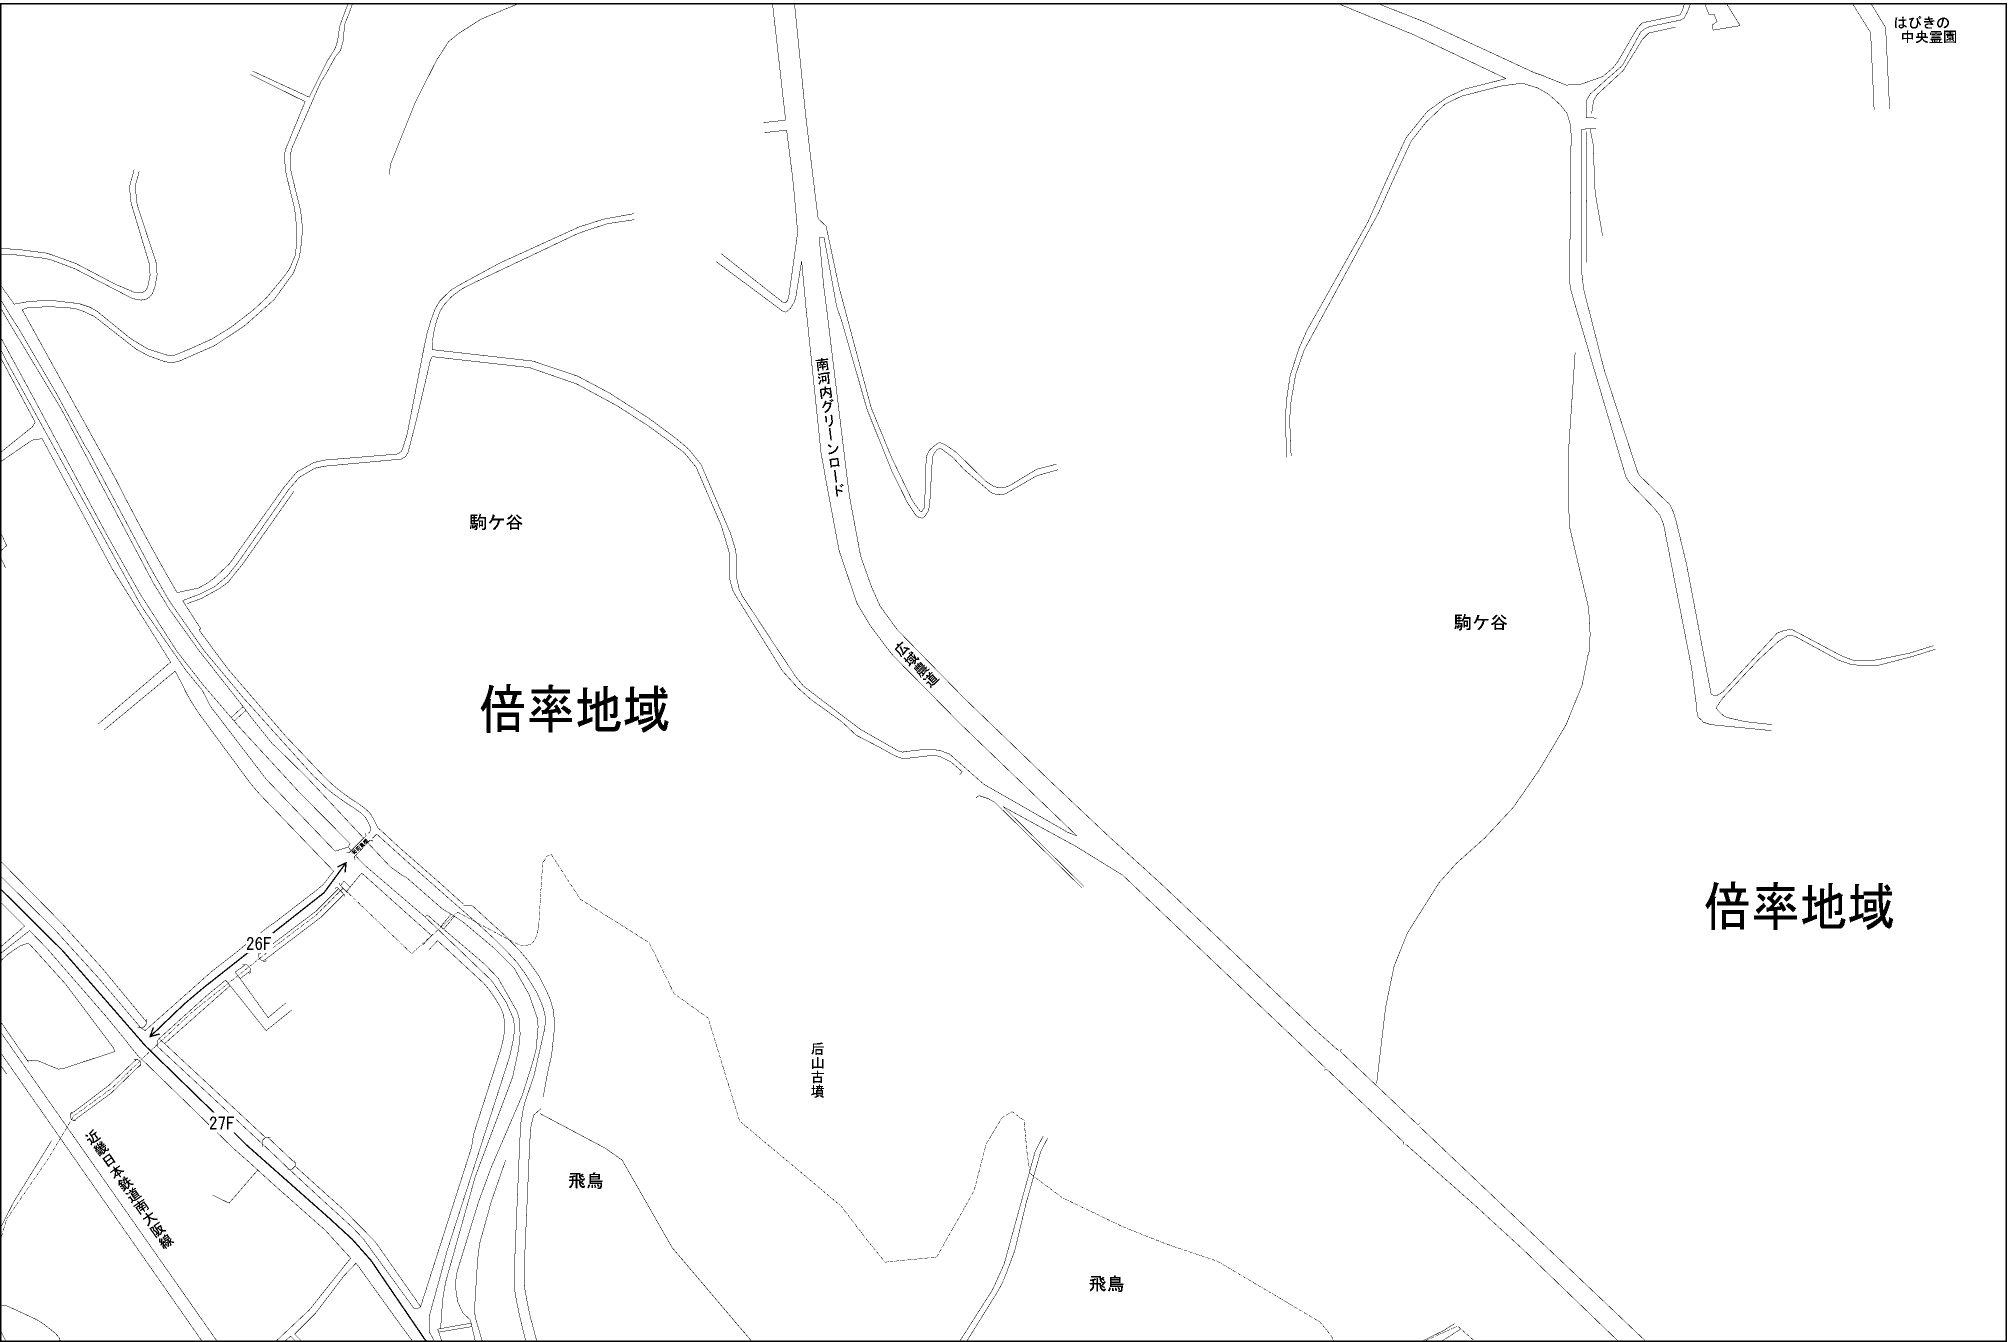 はびきの
中央霊園
南河内グリーンロード
駒ケ谷
駒ケ谷
広域農道
倍率地域
倍率地域
26F
后山古墳
27F
近畿日本鉄道南大阪線
飛鳥
飛鳥